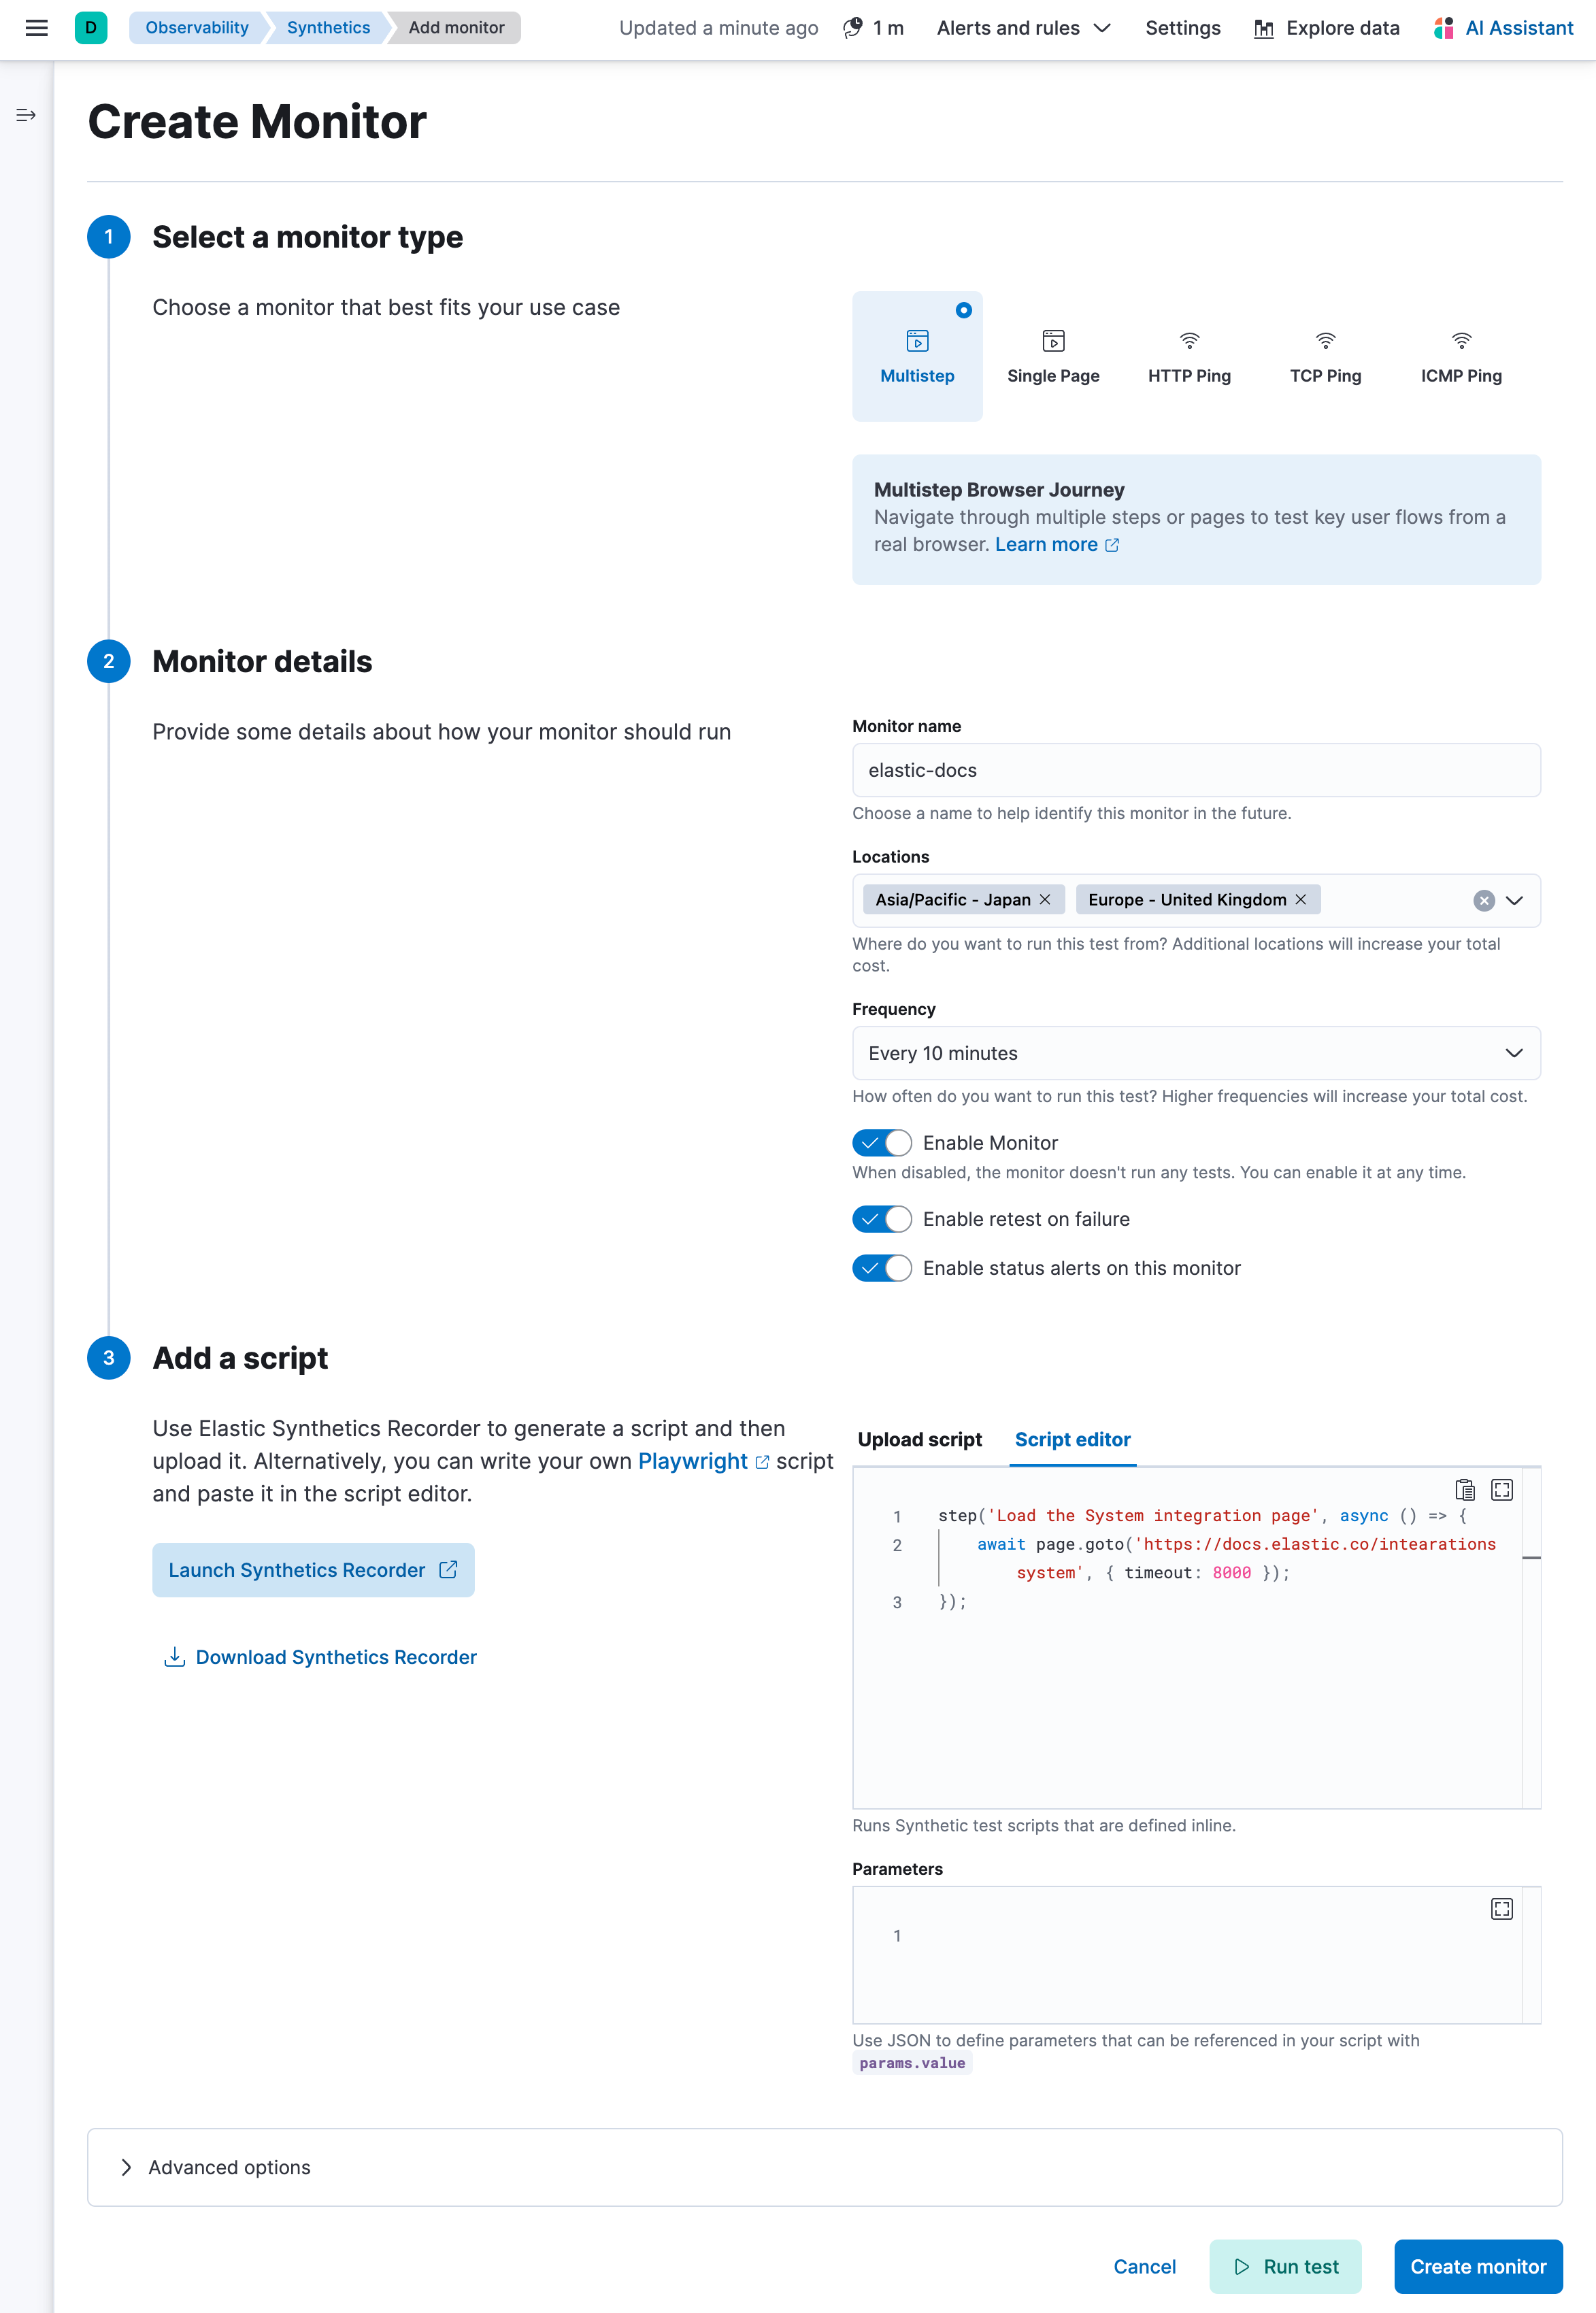 D Observability Synthetics Add monitor Updated a minute ago 1 m Alerts and rules Settings Explore data AI Assistant
Create Monitor
1 Select a monitor type
Choose a monitor that best fits your use case
Multistep Single Page HTTP Ping TCP Ping ICMP Ping
Multistep Browser Journey
Navigate through multiple steps or pages to test key user flows from a
real browser. Learn more
2 Monitor details
Provide some details about how your monitor should run
Monitor name
elastic-docs
Choose a name to help identify this monitor in the future.
Locations
Asia/Pacific - Japan Europe - United Kingdom
Where do you want to run this test from? Additional locations will increase your total
cost.
Frequency
Every 10 minutes
How often do you want to run this test? Higher frequencies will increase your total cost.
Enable Monitor
When disabled, the monitor doesn't run any tests. You can enable it at any time.
Enable retest on failure
Enable status alerts on this monitor
3 Add a script
Use Elastic Synthetics Recorder to generate a script and then
upload it. Alternatively, you can write your own Playwright script
and paste it in the script editor.
Launch Synthetics Recorder
Download Synthetics Recorder
Upload script Script editor
1 step('Load the System integration page', async () => {
2 await page.goto('https://docs.elastic.co/intearations
system', { timeout: 8000 });
3 });
Runs Synthetic test scripts that are defined inline.
Parameters
1
Use JSON to define parameters that can be referenced in your script with
params.value
Advanced options
Cancel Run test Create monitor